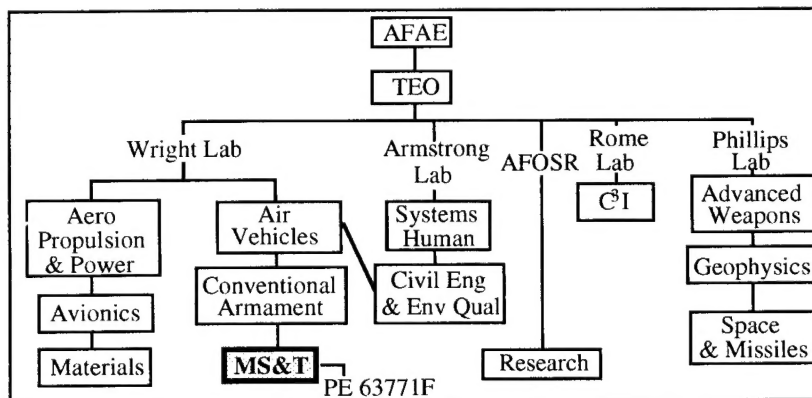 AFAE
TEO
Wright Lab
Armstrong
Lab
AFOSR
Rome
Lab
Phillips
Lab
Aero
Propulsion
& Power
Air
Vehicles
Systems
Human
C³I
Advanced
Weapons
Conventional
Armament
Civil Eng
& Env Qual
Geophysics
Avionics
Materials
MS&T
PE 63771F
Research
Space
& Missiles